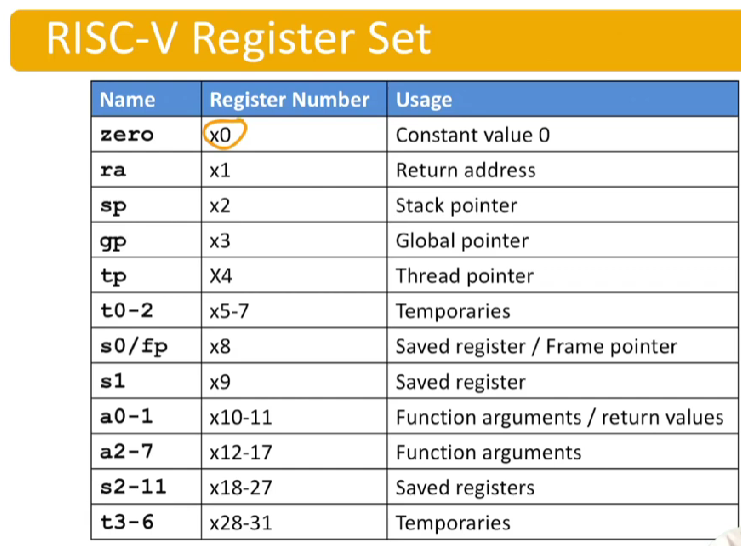 RISC-V Register Set
Name Register Number Usage
zero x0 Constant value 0
ra x1 Return address
sp x2 Stack pointer
gp x3 Global pointer
tp X4 Thread pointer
t0-2 x5-7 Temporaries
s0/fp x8 Saved register / Frame pointer
s1 x9 Saved register
a0-1 x10-11 Function arguments / return values
a2-7 x12-17 Function arguments
s2-11 x18-27 Saved registers
t3-6 x28-31 Temporaries